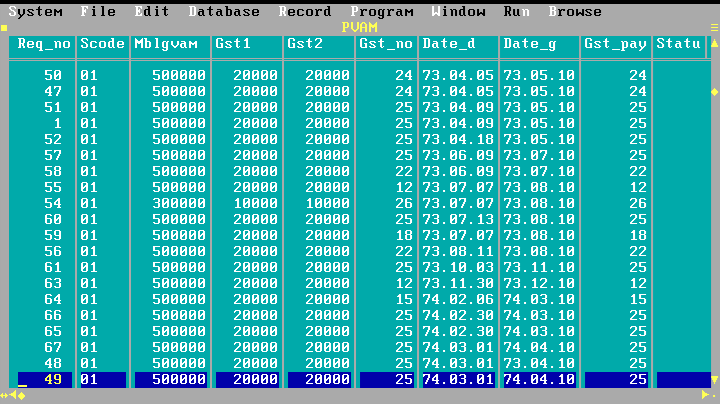 System File Edit Database Record Program Window Run Browse
PVAM
Req_no Scode Mblgvam Gst1 Gst2 Gst_no Date_d Date_g Gst_pay Statu
50 01 500000 20000 20000 24 73.04.05 73.05.10 24
47 01 500000 20000 20000 24 73.04.05 73.05.10 24
51 01 500000 20000 20000 25 73.04.09 73.05.10 25
1 01 500000 20000 20000 25 73.04.09 73.05.10 25
52 01 500000 20000 20000 25 73.04.18 73.05.10 25
57 01 500000 20000 20000 25 73.06.09 73.07.10 25
58 01 500000 20000 20000 22 73.06.09 73.07.10 22
55 01 500000 20000 20000 12 73.07.07 73.08.10 12
54 01 300000 10000 10000 26 73.07.07 73.08.10 26
60 01 500000 20000 20000 25 73.07.13 73.08.10 25
59 01 500000 20000 20000 18 73.07.07 73.08.10 18
56 01 500000 20000 20000 22 73.08.11 73.08.10 22
61 01 500000 20000 20000 25 73.10.03 73.11.10 25
63 01 500000 20000 20000 12 73.11.30 73.12.10 12
64 01 500000 20000 20000 15 74.02.06 74.03.10 15
66 01 500000 20000 20000 25 74.02.30 74.03.10 25
65 01 500000 20000 20000 25 74.02.30 74.03.10 25
67 01 500000 20000 20000 25 74.03.01 74.04.10 25
48 01 500000 20000 20000 25 74.03.01 73.04.10 25
49 01 500000 20000 20000 25 74.03.01 74.04.10 25